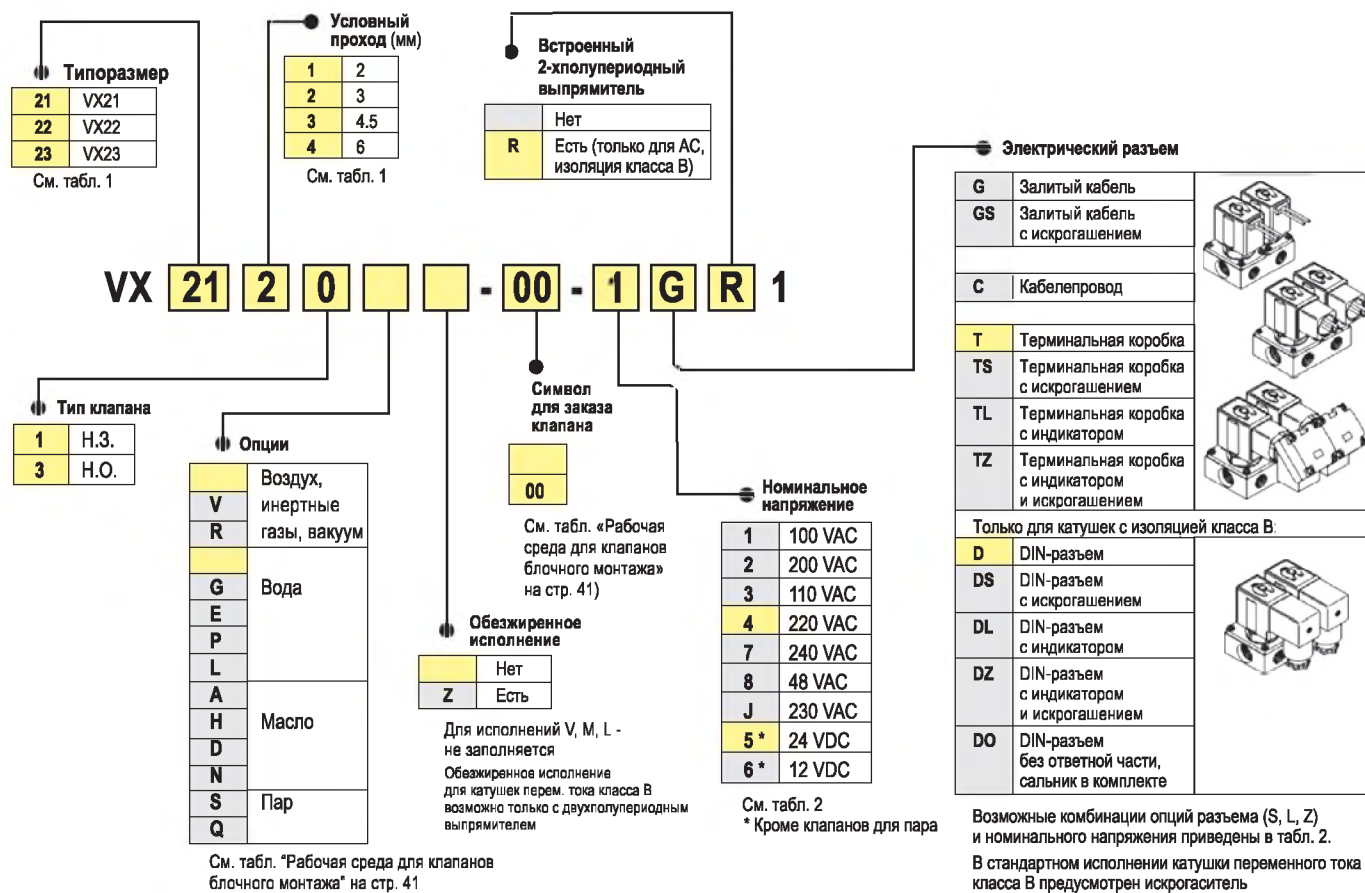 Типоразмер
21 VX21
22 VX22
23 VX23
См. табл. 1
Условный
проход (мм)
1 2
2 3
3 4.5
4 6
См. табл. 1
Встроенный
2-хполупериодный
выпрямитель
Нет
R Есть (только для АС,
изоляция класса В)
VX 21 2 0 - 00 - 1 G R 1
Тип клапана
1 Н.З.
3 Н.О.
Опции
Воздух,
V инертные
R газы, вакуум
G Вода
E
P
L
A
H Масло
D
N
S Пар
Q
См. табл. "Рабочая среда для клапанов
блочного монтажа" на стр. 41
Обезжиренное
исполнение
Нет
Z Есть
Для исполнений V, M, L -
не заполняется
Обезжиренное исполнение
для катушек перем. тока класса В
возможно только с двухполупериодным
выпрямителем
Символ
для заказа
клапана
00
См. табл. «Рабочая
среда для клапанов
блочного монтажа»
на стр. 41)
Номинальное
напряжение
1 100 VAC
2 200 VAC
3 110 VAC
4 220 VAC
7 240 VAC
8 48 VAC
J 230 VAC
5 * 24 VDC
6 * 12 VDC
См. табл. 2
* Кроме клапанов для пара
Электрический разъем
G Залитый кабель
GS Залитый кабель
с искрогашением
C Кабелепровод
T Терминальная коробка
TS Терминальная коробка
с искрогашением
TL Терминальная коробка
с индикатором
TZ Терминальная коробка
с индикатором
и искрогашением
Только для катушек с изоляцией класса В:
D DIN-разъем
DS DIN-разъем
с искрогашением
DL DIN-разъем
с индикатором
DZ DIN-разъем
с индикатором
и искрогашением
DO DIN-разъем
без ответной части,
сальник в комплекте
Возможные комбинации опций разъема (S, L, Z)
и номинального напряжения приведены в табл. 2.
В стандартном исполнении катушки переменного тока
класса В предусмотрен искрогаситель